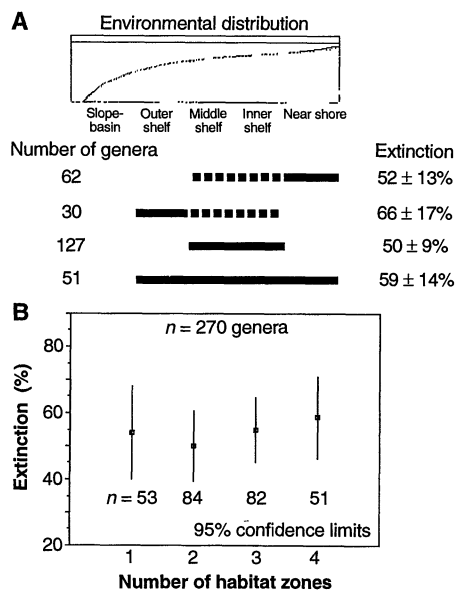 A
Environmental distribution
Slope-basin Outer shelf Middle shelf Inner shelf Near shore
Number of genera Extinction
62 52 ± 13%
30 66 ± 17%
127 50 ± 9%
51 59 ± 14%
B
n = 270 genera
80
60
40
20
Extinction (%)
n = 53 84 82 51
95% confidence limits
1 2 3 4
Number of habitat zones